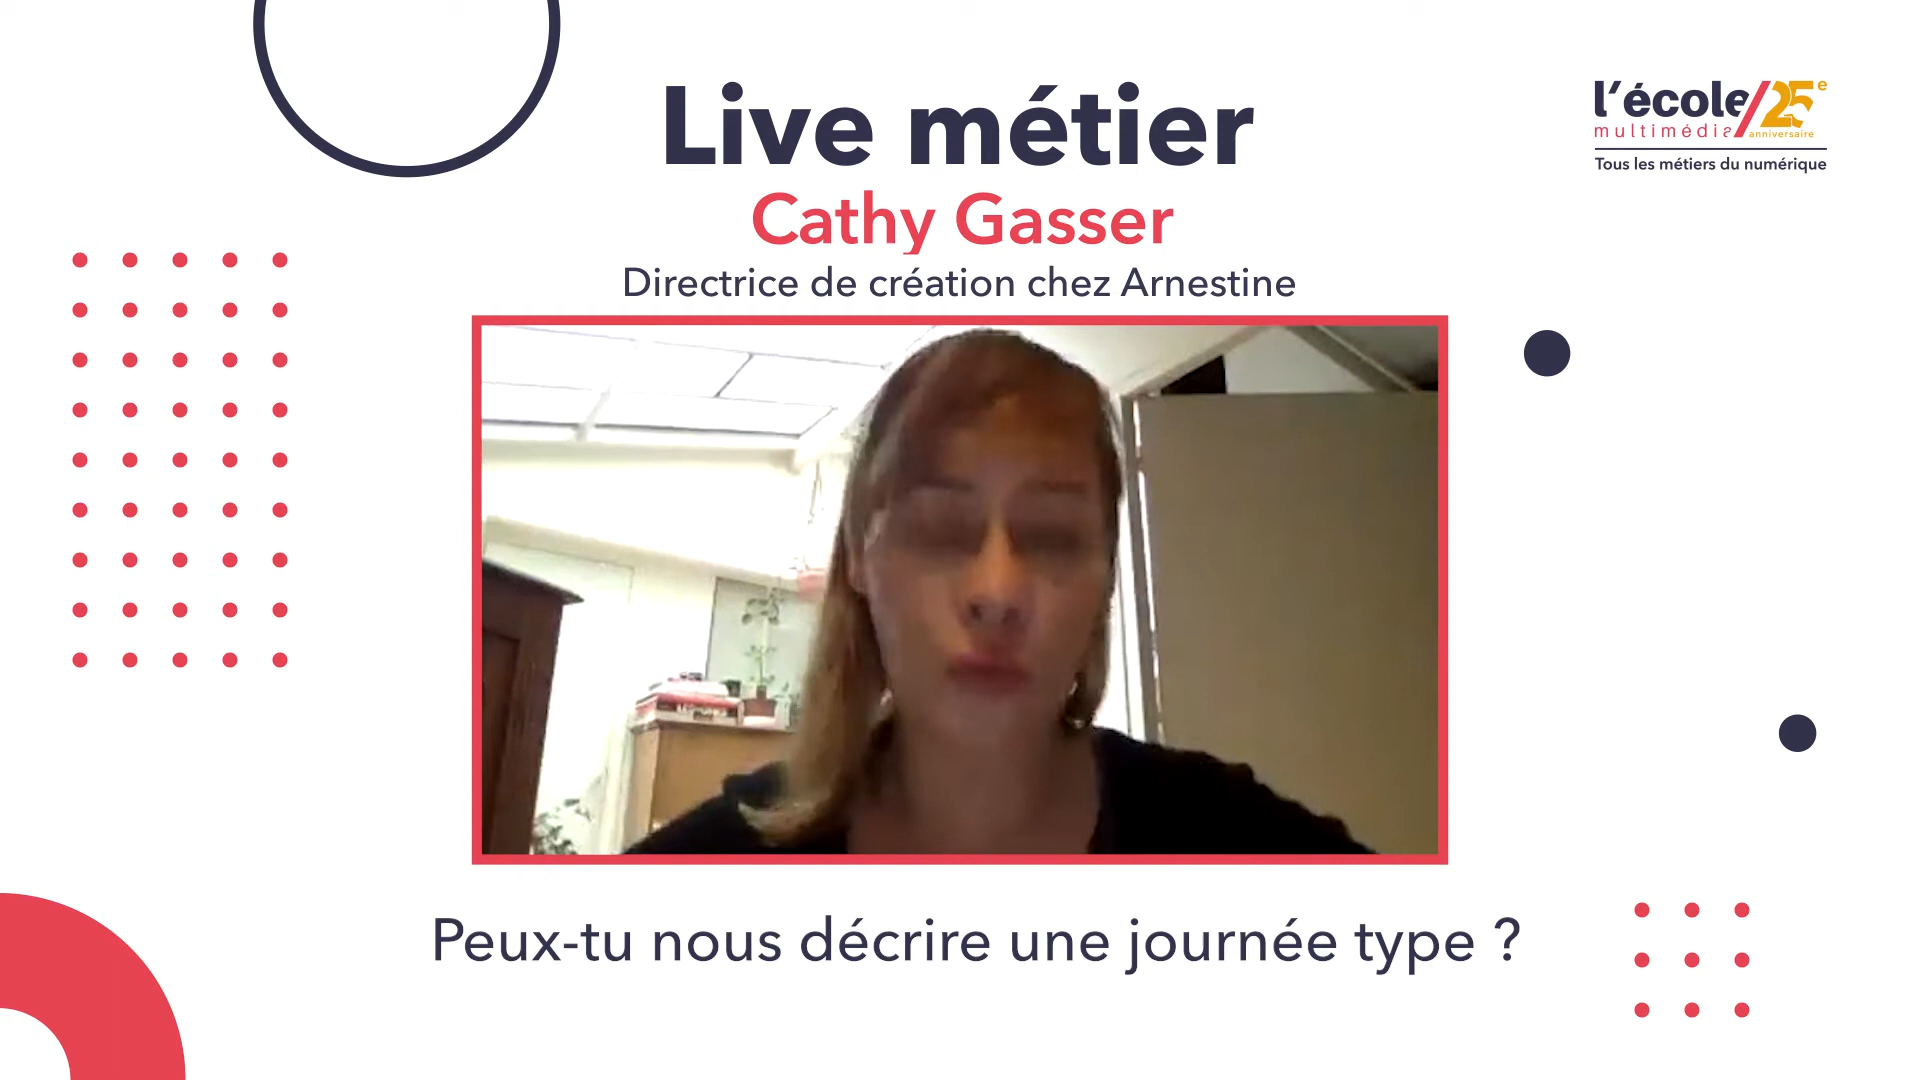 Live métier
Cathy Gasser
Directrice de création chez Arnestine
l'école/25e
multimédia anniversaire
Tous les métiers du numérique
Peux-tu nous décrire une journée type ?